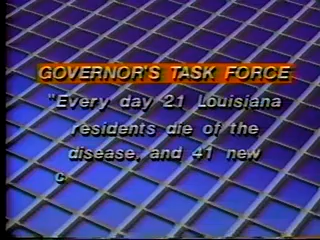 GOVERNOR'S TASK FORCE
"Every day 21 Louisiana
residents die of the
disease, and 41 new
c